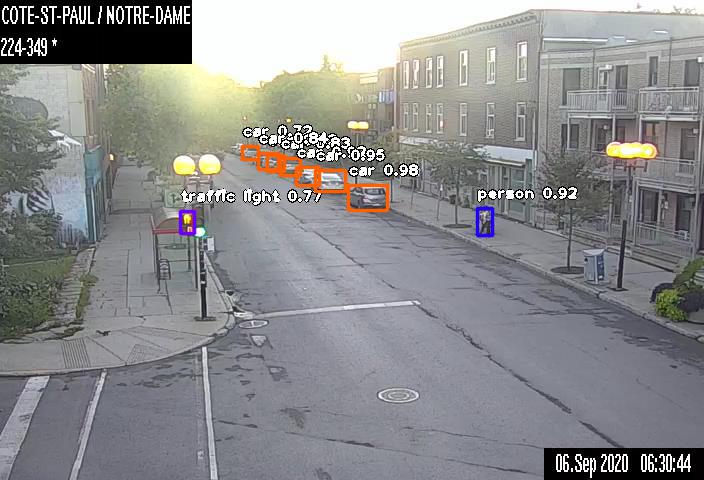 COTE-ST-PAUL / NOTRE-DAME
224-349 *
car 0.95
car 0.98
traffic light 0.77
person 0.92
06.Sep 2020 06:30:44